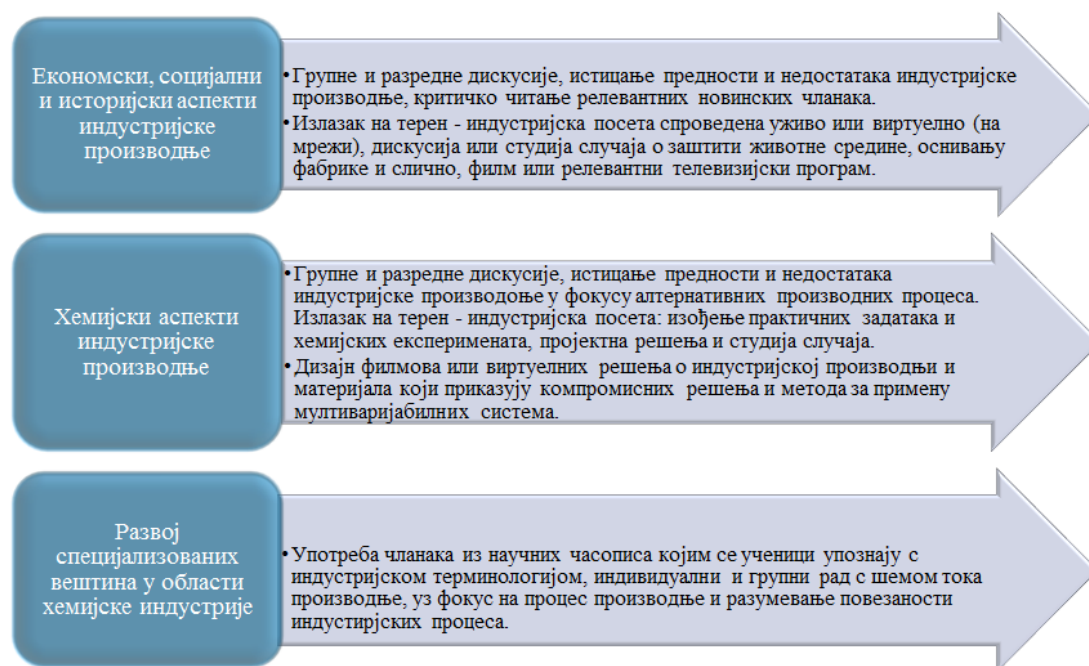 Економски, социјални
и историјски аспекти
индустријске
производње
•Групне и разредне дискусије, истицање предности и недостатака индустријске
производње, критичко читање релевантних новинских чланака.
•Излазак на терен - индустријска посета спроведена уживо или виртуелно (на
мрежи), дискусија или студија случаја о заштити животне средине, оснивању
фабрике и слично, филм или релевантни телевизијски програм.
Хемијски аспекти
индустријске
производње
•Групне и разредне дискусије, истицање предности и недостатака
индустријске производоње у фокусу алтернативних производних процеса.
Излазак на терен - индустријска посета: изођење практичних задатака и
хемијских експеримената, пројектна решења и студија случаја.
•Дизајн филмова или виртуелних решења о индустријској производњи и
материјала који приказују компромисних решења и метода за примену
мултиваријабилних система.
Развој
специјализованих
вештина у области
хемијске индустрије
•Употреба чланака из научних часописа којим се ученици упознају с
индустријском терминологијом, индивидуални и групни рад с шемом тока
производње, уз фокус на процес производње и разумевање повезаности
индустирјских процеса.